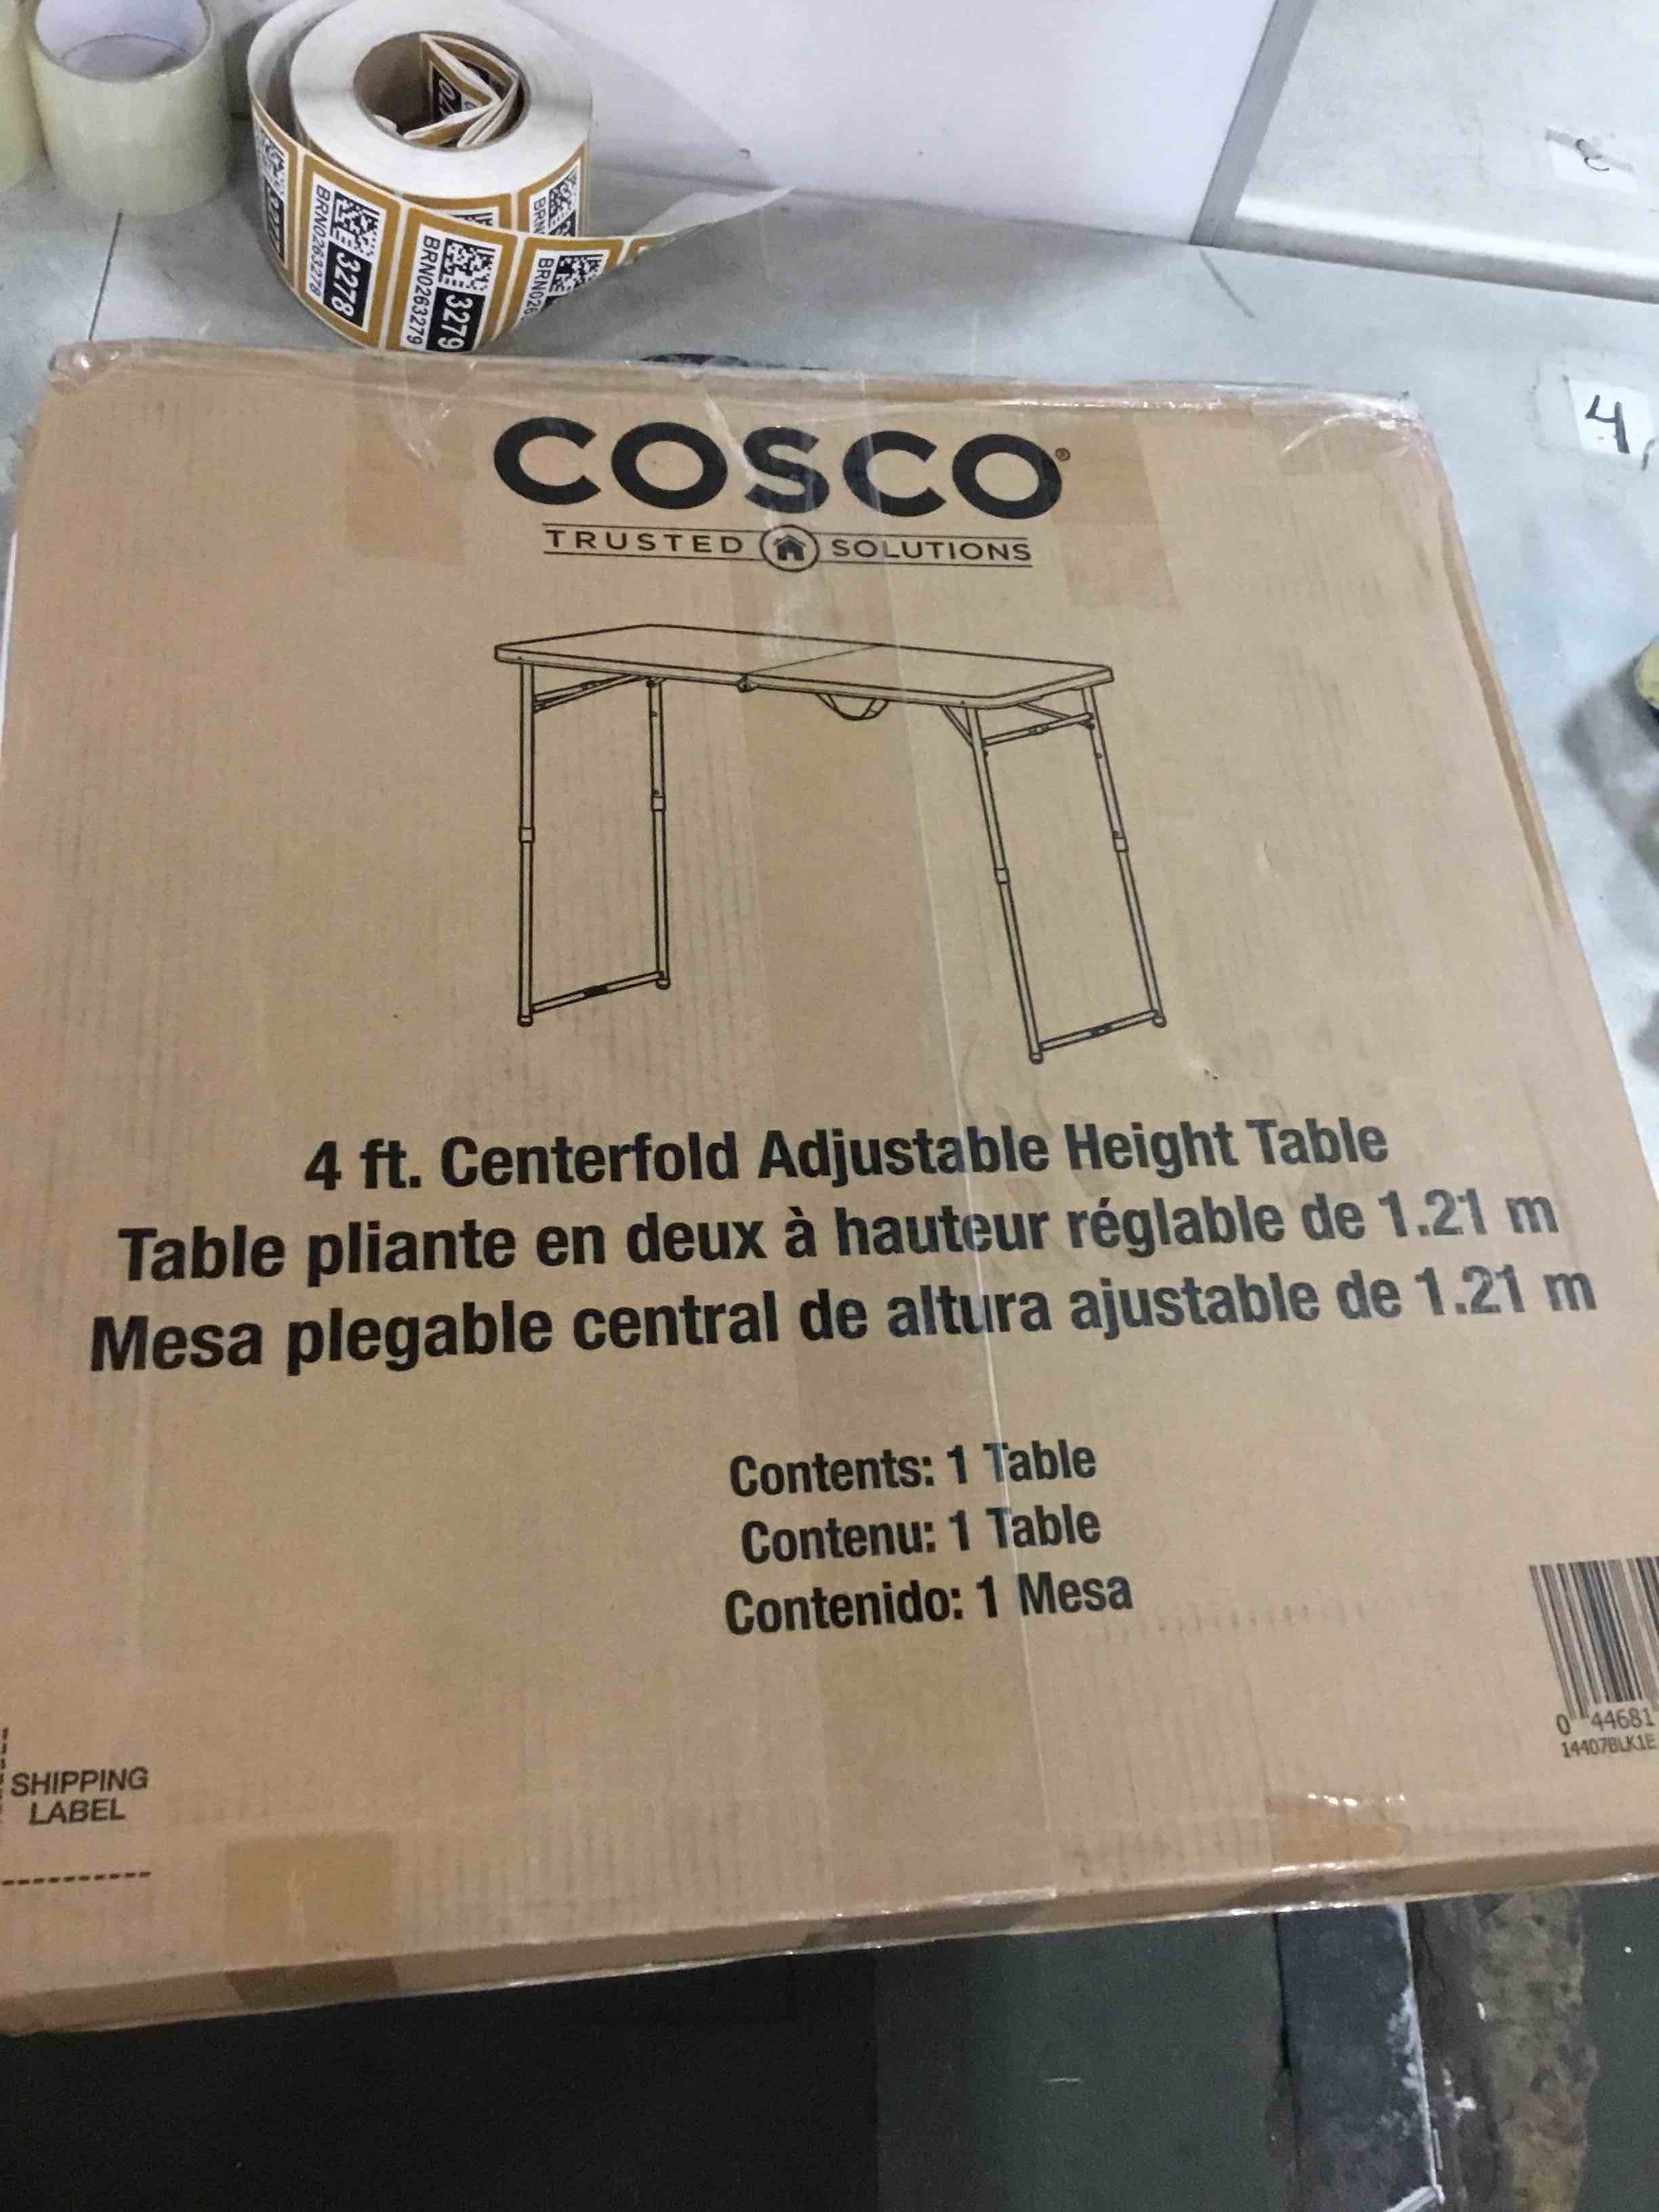 BRN0263278
3278
BRN0263279
3279
4
COSCO®
TRUSTED SOLUTIONS
4 ft. Centerfold Adjustable Height Table
Table pliante en deux à hauteur réglable de 1.21 m
Mesa plegable central de altura ajustable de 1.21 m
Contents: 1 Table
Contenu: 1 Table
Contenido: 1 Mesa
0 44681
14407BLK1E
SHIPPING
LABEL